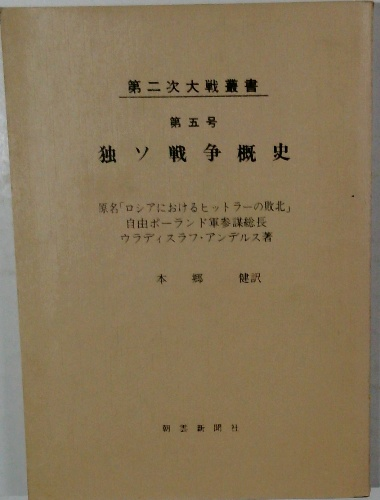 第二次大戦叢書
第五号
独ソ戦争概史
原名「ロシアにおけるヒットラーの敗北」
自由ポーランド軍参謀総長
ウラディスラフ・アンデルス著
本郷 健訳
朝雲新聞社